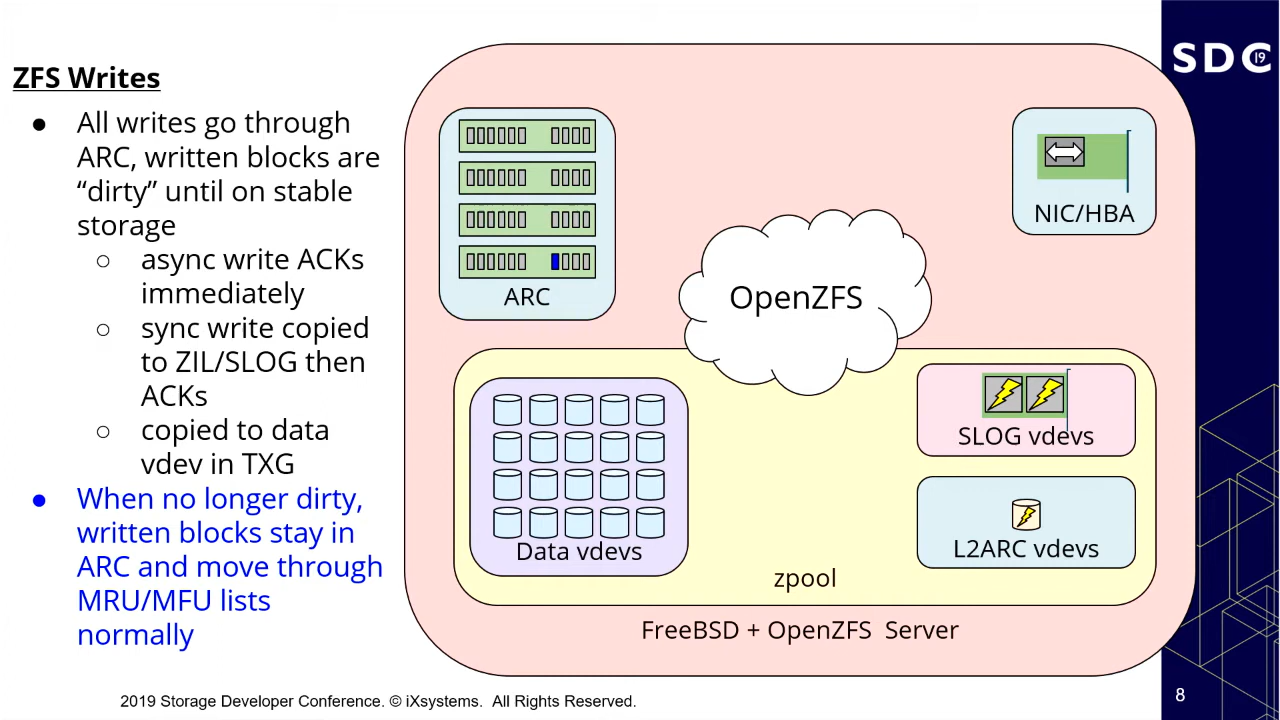 ZFS Writes
● All writes go through
ARC, written blocks are
“dirty” until on stable
storage
○ async write ACKs
immediately
○ sync write copied
to ZIL/SLOG then
ACKs
○ copied to data
vdev in TXG
● When no longer dirty,
written blocks stay in
ARC and move through
MRU/MFU lists
normally
ARC
NIC/HBA
OpenZFS
SLOG vdevs
Data vdevs
L2ARC vdevs
zpool
FreeBSD + OpenZFS Server
SDC 19
2019 Storage Developer Conference. © iXsystems. All Rights Reserved.
8